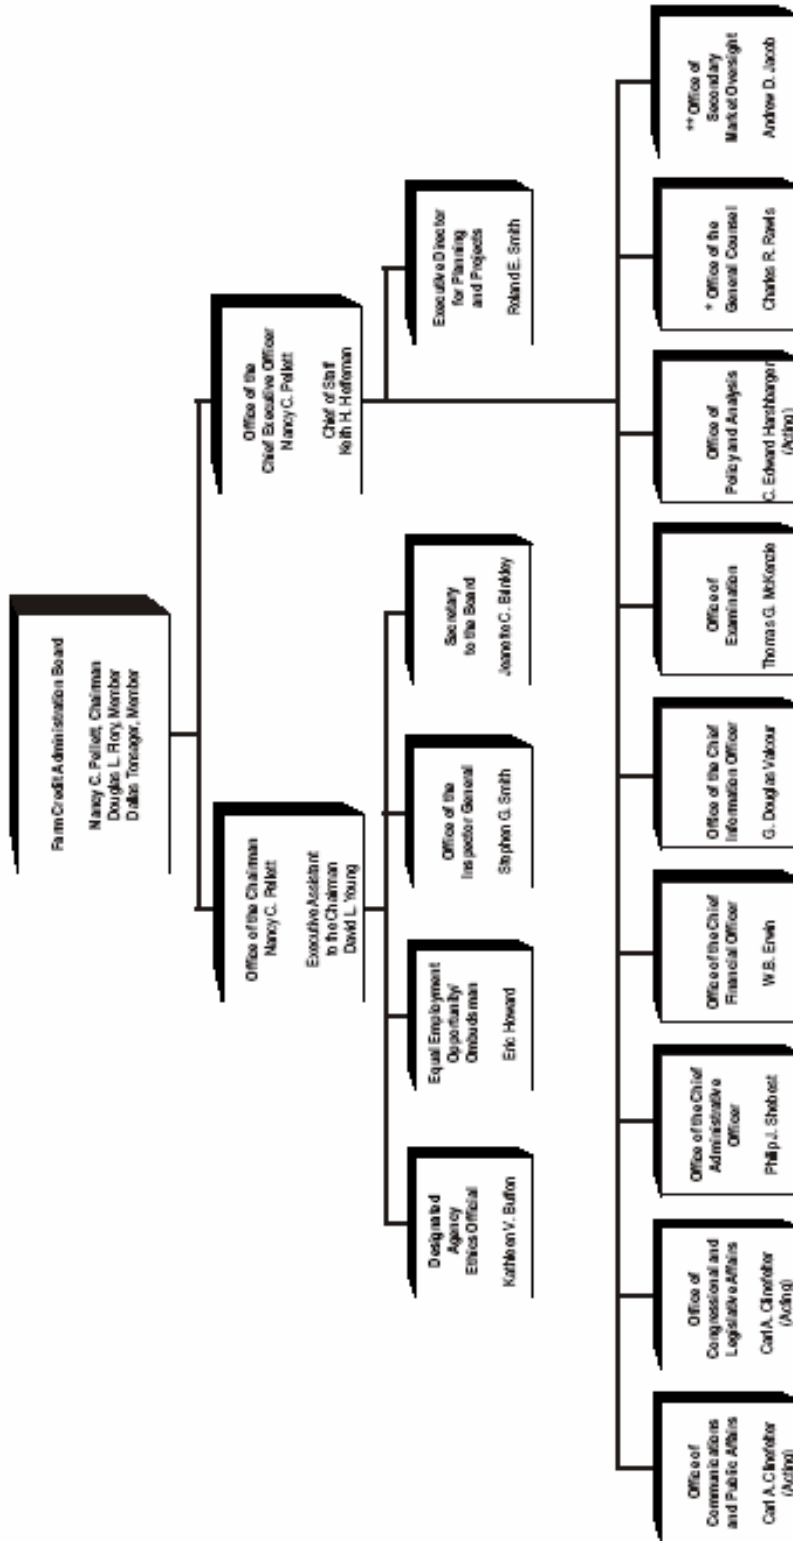 Farm Credit Administration Board
Nancy C. Pellett, Chairman
Douglas L. Flory, Member
Dallas Tonsager, Member
Office of the Chairman
Nancy C. Pellett
Executive Assistant
to the Chairman
David L. Young
Office of the
Chief Executive Officer
Nancy C. Pellett
Chief of Staff
Keith H. Heffernan
Designated
Agency
Ethics Official
Kathleen V. Buffon
Equal Employment
Opportunity/
Ombudsman
Eric Howard
Office of the
Inspector General
Stephen G. Smith
Secretary
to the Board
Jeanette C. Brinkley
Executive Director
for Planning
and Projects
Roland E. Smith
Office of
Communications
and Public Affairs
Carl A. Clinefelter
(Acting)
Office of
Congressional and
Legislative Affairs
Carl A. Clinefelter
(Acting)
Office of the Chief
Administrative
Officer
Philip J. Shebest
Office of the Chief
Financial Officer
W.B. Erwin
Office of the Chief
Information Officer
G. Douglas Valcour
Office of
Examination
Thomas G. McKenzie
Office of
Policy and Analysis
C. Edward Harshbarger
(Acting)
* Office of the
General Counsel
Charles R. Rawls
** Office of
Secondary
Market Oversight
Andrew D. Jacob